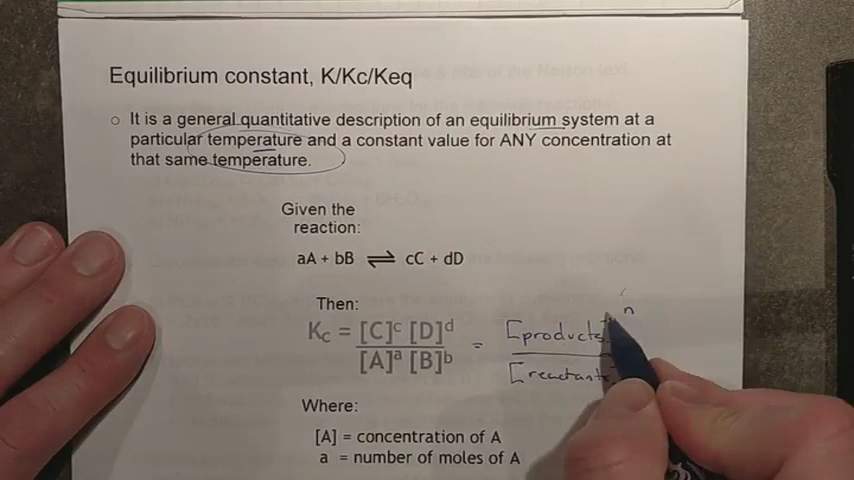 Equilibrium constant, K/Kc/Keq
○ It is a general quantitative description of an equilibrium system at a
particular temperature and a constant value for ANY concentration at
that same temperature.
Given the
reaction:
aA + bB ⇌ cC + dD
Then:
Kc = [C]ᶜ [D]ᵈ = [products n
[A]ᵃ [B]ᵇ [reactant
Where:
[A] = concentration of A
a = number of moles of A